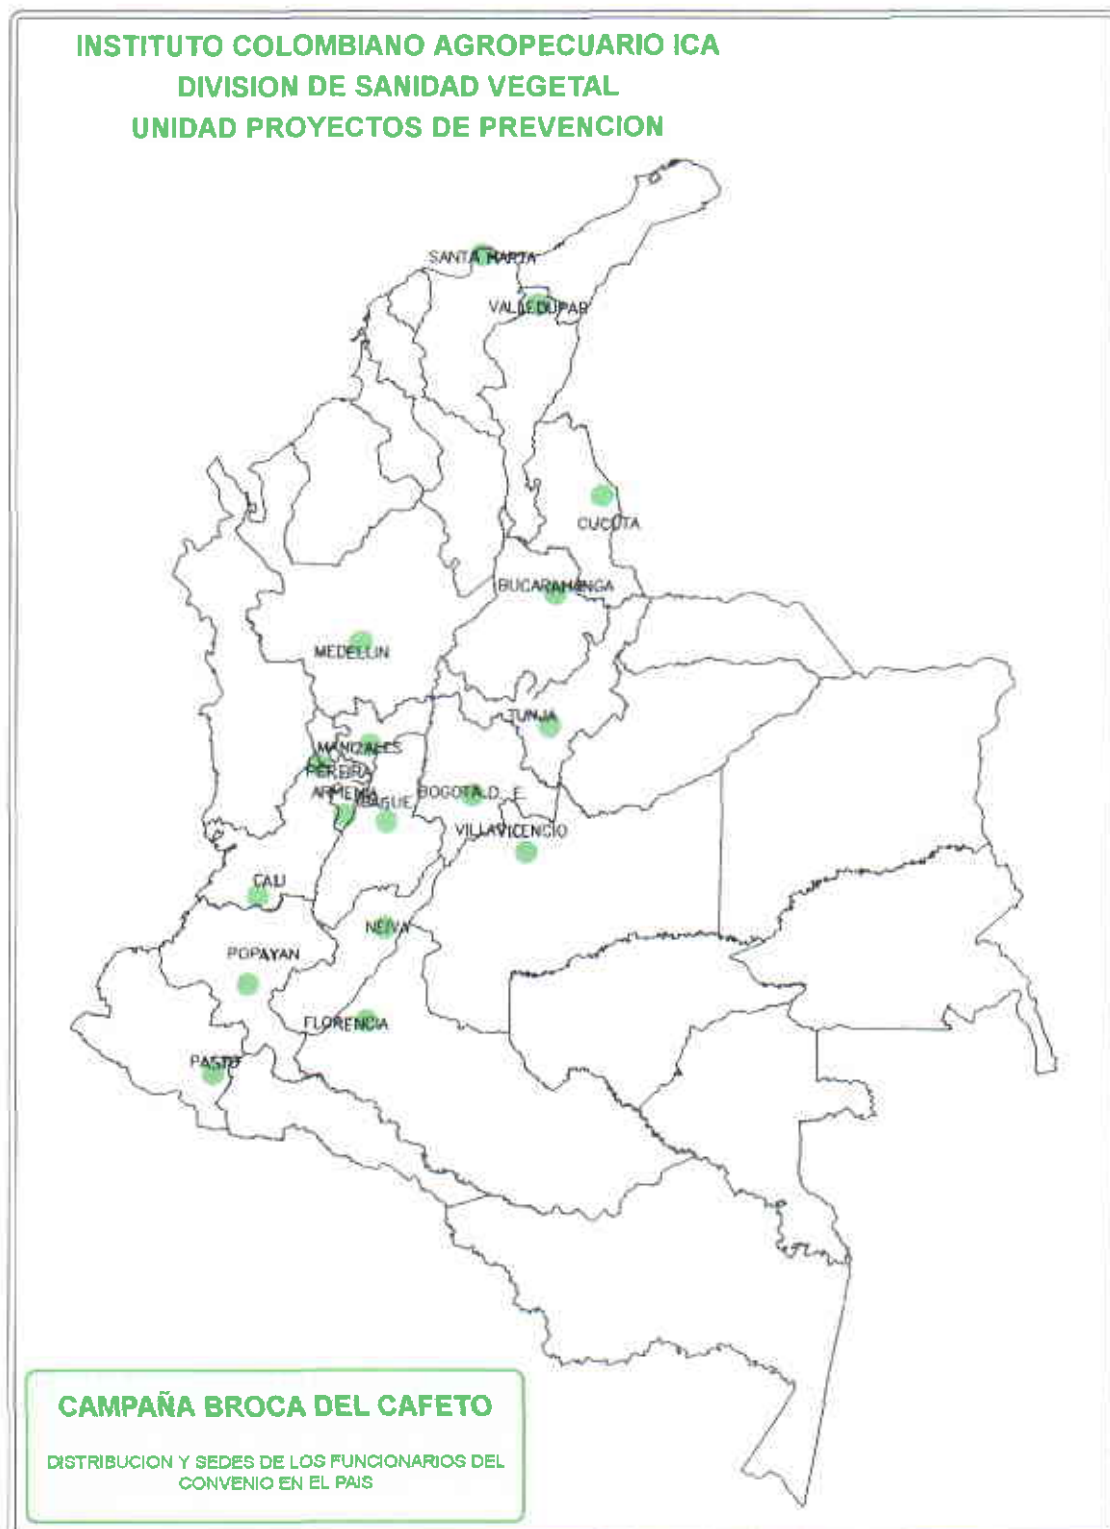 INSTITUTO COLOMBIANO AGROPECUARIO ICA
DIVISION DE SANIDAD VEGETAL
UNIDAD PROYECTOS DE PREVENCION
SANTA MARTA
VALLEDUPAR
CUCUTA
BUCARAMANGA
MEDELLIN
TUNJA
MANIZALES
PEREIRA
ARMENIA
IBAGUE
BOGOTA D. E.
VILLAVICENCIO
CALI
NEIVA
POPAYAN
FLORENCIA
PASTO
CAMPAÑA BROCA DEL CAFETO
DISTRIBUCION Y SEDES DE LOS FUNCIONARIOS DEL
CONVENIO EN EL PAIS